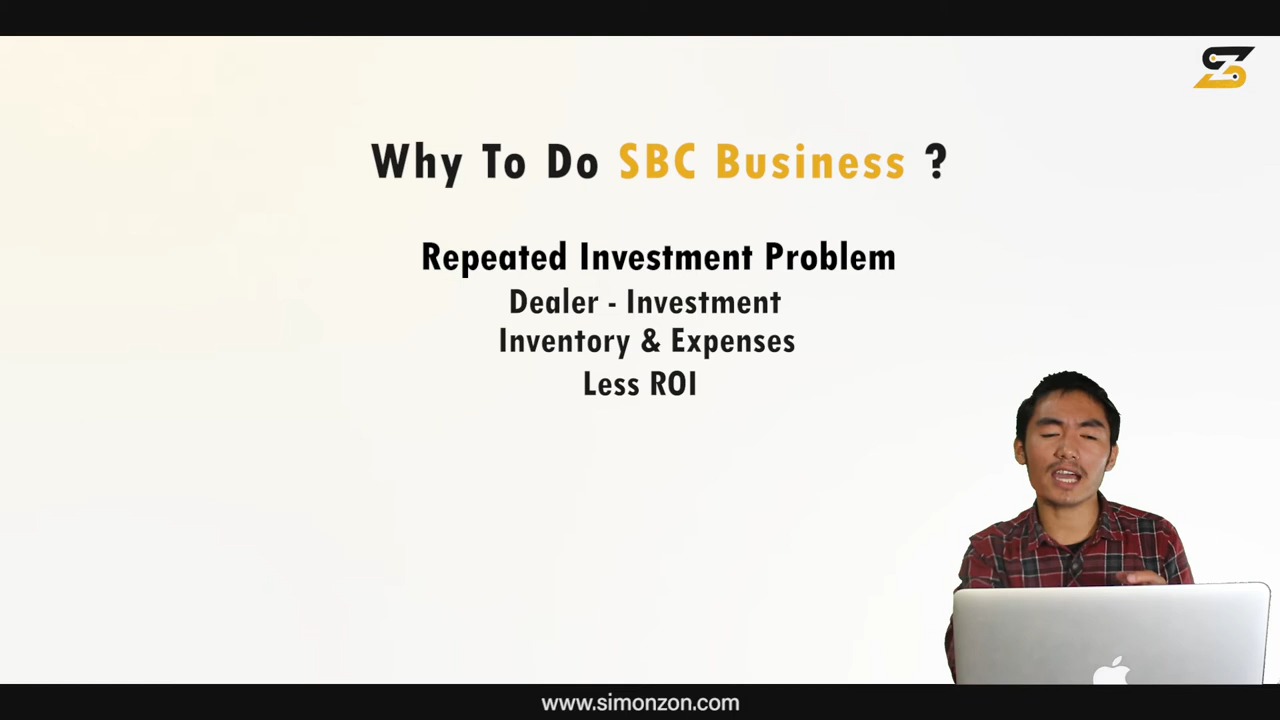 Why To Do SBC Business ?
Repeated Investment Problem
Dealer - Investment
Inventory & Expenses
Less ROI
www.simonzon.com